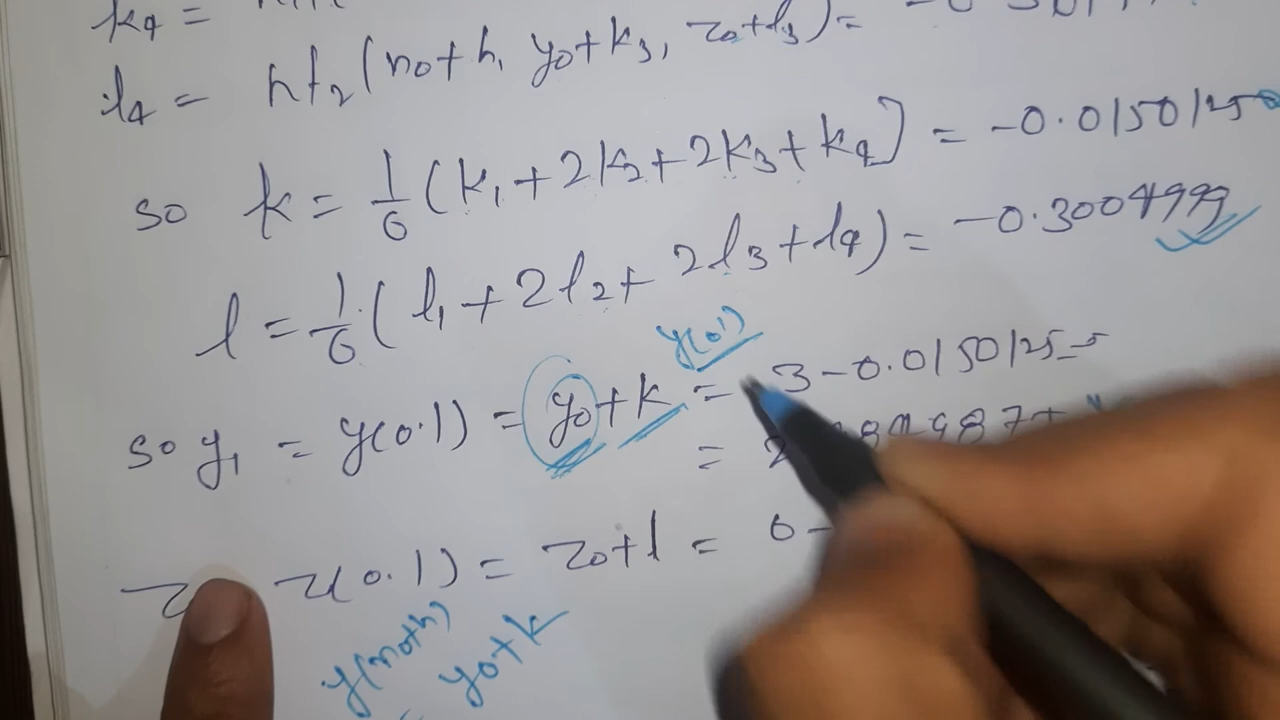 k4 =
l4 = hf2(x0+h, y0+k3, z0+l3) =
so k = 1/6 (k1 + 2k2 + 2k3 + k4) = -0.0150125
l = 1/6 (l1 + 2l2 + 2l3 + l4) = -0.3004999
y(0.1)
so y1 = y(0.1) = y0 + k = 3 - 0.0150125
=
z(0.1) = z0 + l = 0 -
y(x0+h)
y0+k